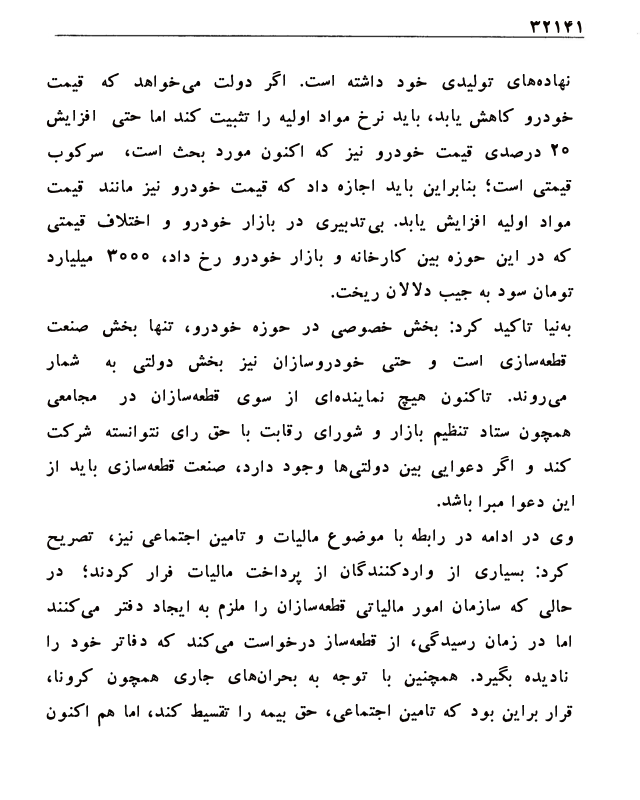 ۳۲۱۴۱
نهاده‌های تولیدی خود داشته است. اگر دولت می‌خواهد که قیمت
خودرو کاهش یابد، باید نرخ مواد اولیه را تثبیت کند اما حتی افزایش
۲۰ درصدی قیمت خودرو نیز که اکنون مورد بحث است، سرکوب
قیمتی است؛ بنابراین باید اجازه داد که قیمت خودرو نیز مانند قیمت
مواد اولیه افزایش یابد. بی‌تدبیری در بازار خودرو و اختلاف قیمتی
که در این حوزه بین کارخانه و بازار خودرو رخ داد، ۳۰۰۰ میلیارد
تومان سود به جیب دلالان ریخت.
به‌نیا تاکید کرد: بخش خصوصی در حوزه خودرو، تنها بخش صنعت
قطعه‌سازی است و حتی خودروسازان نیز بخش دولتی به شمار
می‌روند. تاکنون هیچ نماینده‌ای از سوی قطعه‌سازان در مجامعی
همچون ستاد تنظیم بازار و شورای رقابت با حق رای نتوانسته شرکت
کند و اگر دعوایی بین دولتی‌ها وجود دارد، صنعت قطعه‌سازی باید از
این دعوا مبرا باشد.
وی در ادامه در رابطه با موضوع مالیات و تامین اجتماعی نیز، تصریح
کرد: بسیاری از واردکنندگان از پرداخت مالیات فرار کردند؛ در
حالی که سازمان امور مالیاتی قطعه‌سازان را ملزم به ایجاد دفتر می‌کنند
اما در زمان رسیدگی، از قطعه‌ساز درخواست می‌کند که دفاتر خود را
نادیده بگیرد. همچنین با توجه به بحران‌های جاری همچون کرونا،
قرار براین بود که تامین اجتماعی، حق بیمه را تقسیط کند، اما هم اکنون